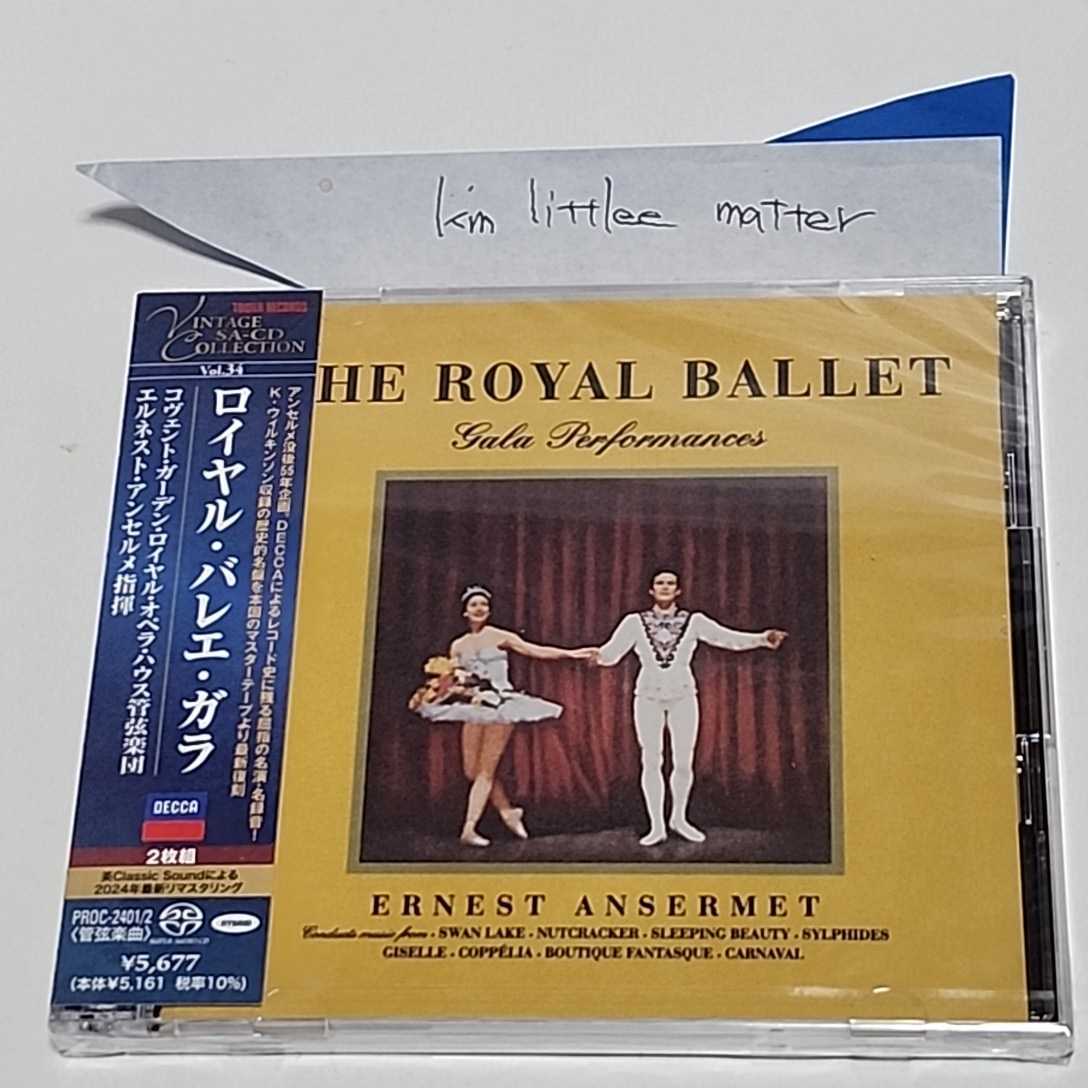 kim littlee matter
TOWER RECORDS
VINTAGE
SA-CD
COLLECTION
Vol.34
アンセルメ没後55年企画。DECCAによるレコード史に残る屈指の名演・名録音!
K・ウィルキンソン収録の歴史的名盤を本国のマスターテープより最新復刻
ロイヤル・バレエ・ガラ
コヴェント・ガーデン・ロイヤル・オペラ・ハウス管弦楽団
エルネスト・アンセルメ指揮
DECCA
2枚組
英Classic Soundによる
2024年最新リマスタリング
PROC-2401/2
〈管弦楽曲〉
SACD
SUPER AUDIO CD
HYBRID
¥5,677
(本体¥5,161 税率10%)
HE ROYAL BALLET
Gala Performances
ERNEST ANSERMET
Conducts music from · SWAN LAKE · NUTCRACKER · SLEEPING BEAUTY · SYLPHIDES
GISELLE · COPPÉLIA · BOUTIQUE FANTASQUE · CARNAVAL